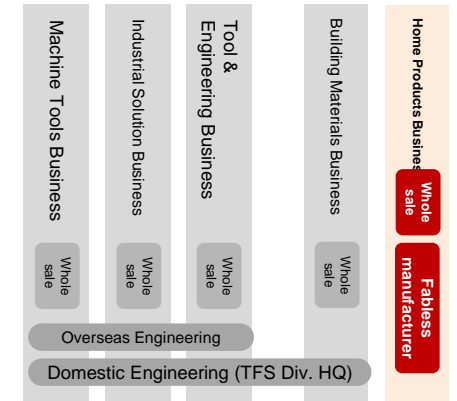 Machine Tools Business
Industrial Solution Business
Tool &
Engineering Business
Building Materials Business
Home Products Busines
Whole
sale
Whole
sale
Whole
sale
Whole
sale
Whole
sale
Fabless
manufacturer
Overseas Engineering
Domestic Engineering (TFS Div. HQ)